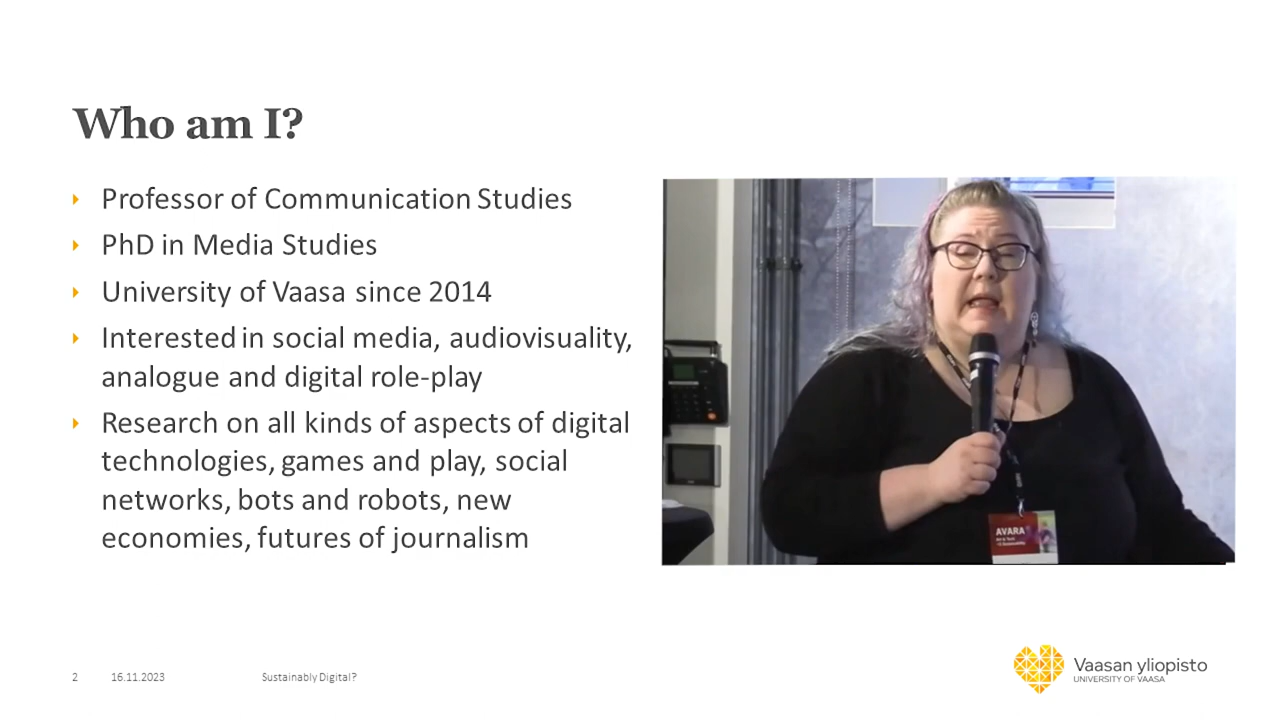 Who am I?
Professor of Communication Studies
PhD in Media Studies
University of Vaasa since 2014
Interested in social media, audiovisuality,
analogue and digital role-play
Research on all kinds of aspects of digital
technologies, games and play, social
networks, bots and robots, new
economies, futures of journalism
AVARA
2 16.11.2023 Sustainably Digital?
Vaasan yliopisto
UNIVERSITY OF VAASA